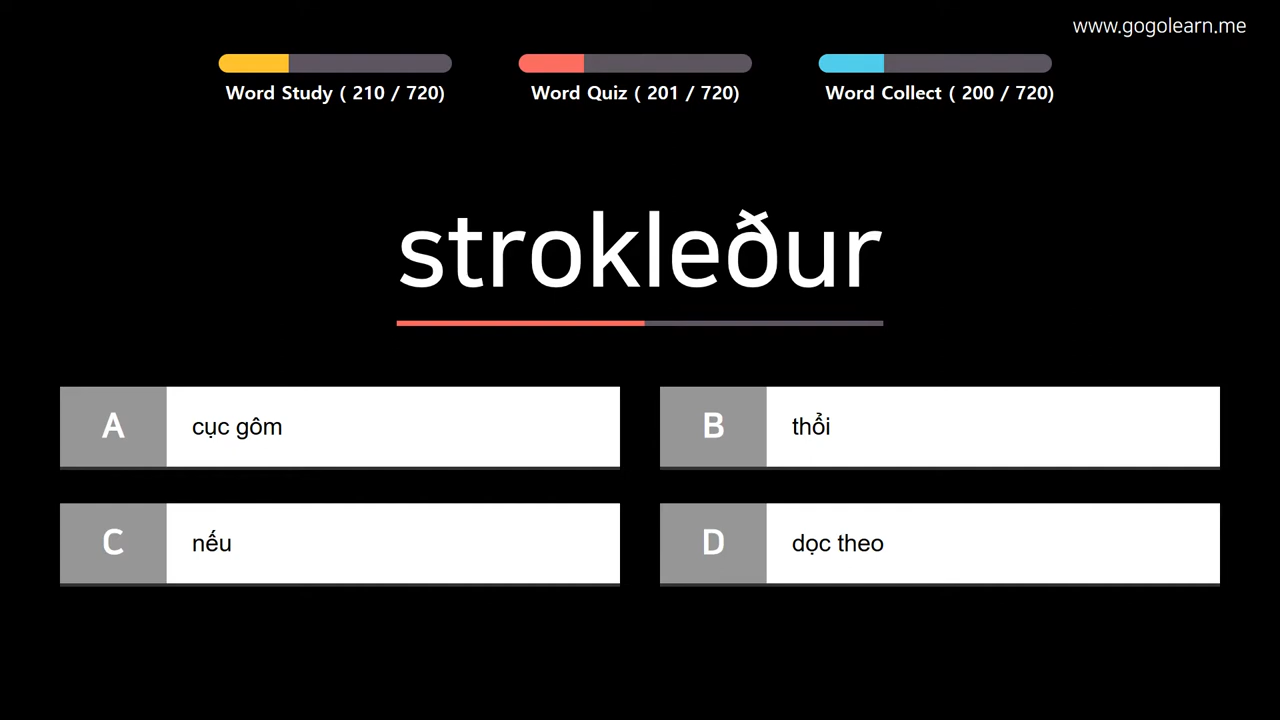 www.gogolearn.me
Word Study ( 210 / 720)
Word Quiz ( 201 / 720)
Word Collect ( 200 / 720)
strokleður
A
cục gôm
B
thổi
C
nếu
D
dọc theo